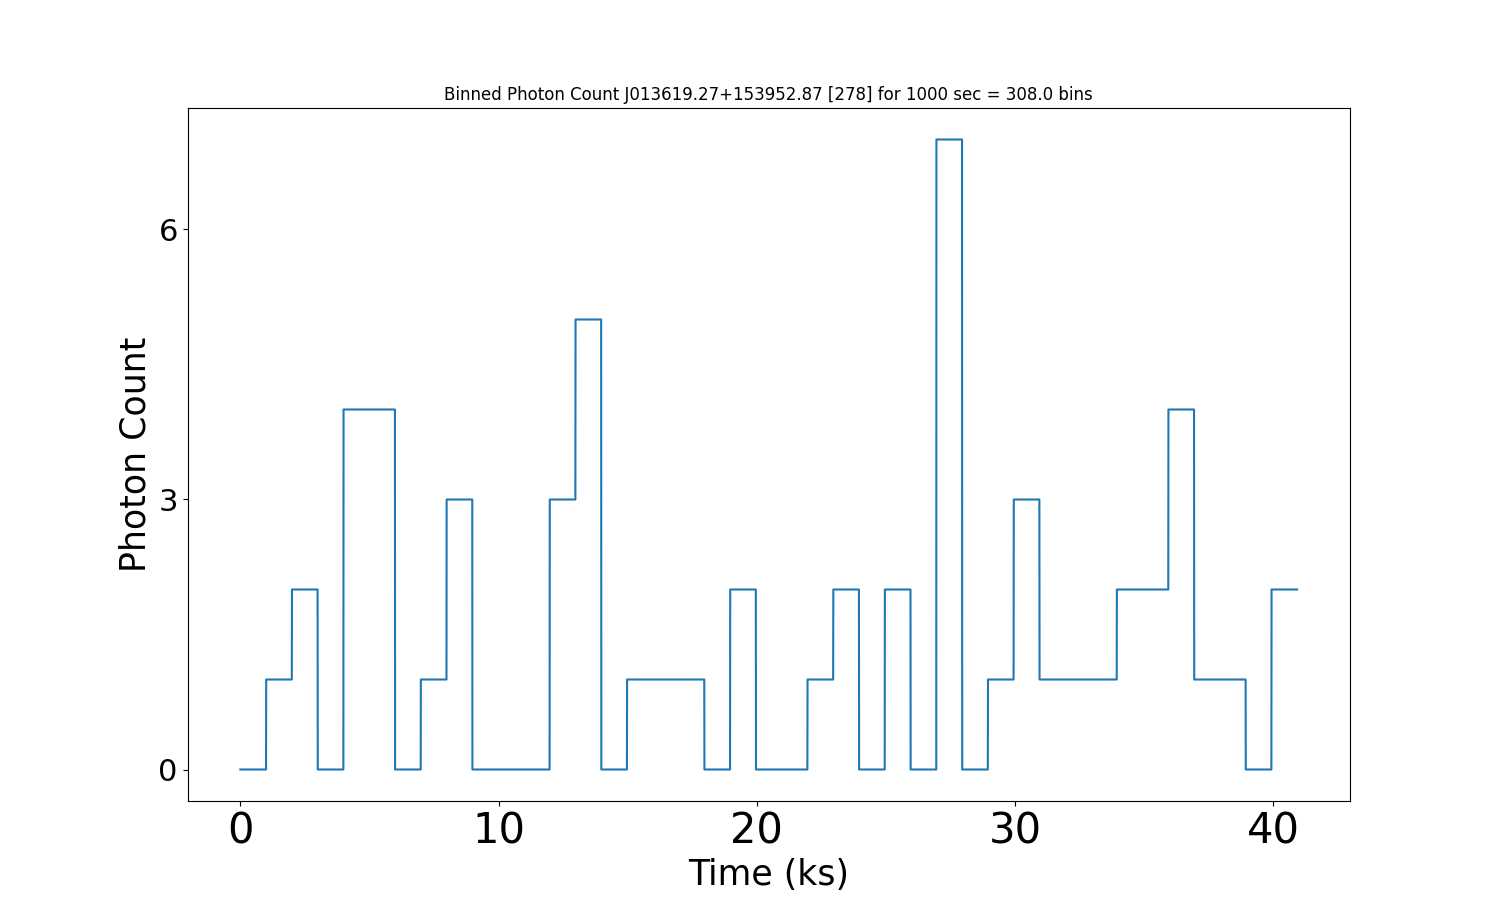 Binned Photon Count J013619.27+153952.87 [278] for 1000 sec = 308.0 bins
Photon Count
6
3
0
0 10 20 30 40
Time (ks)